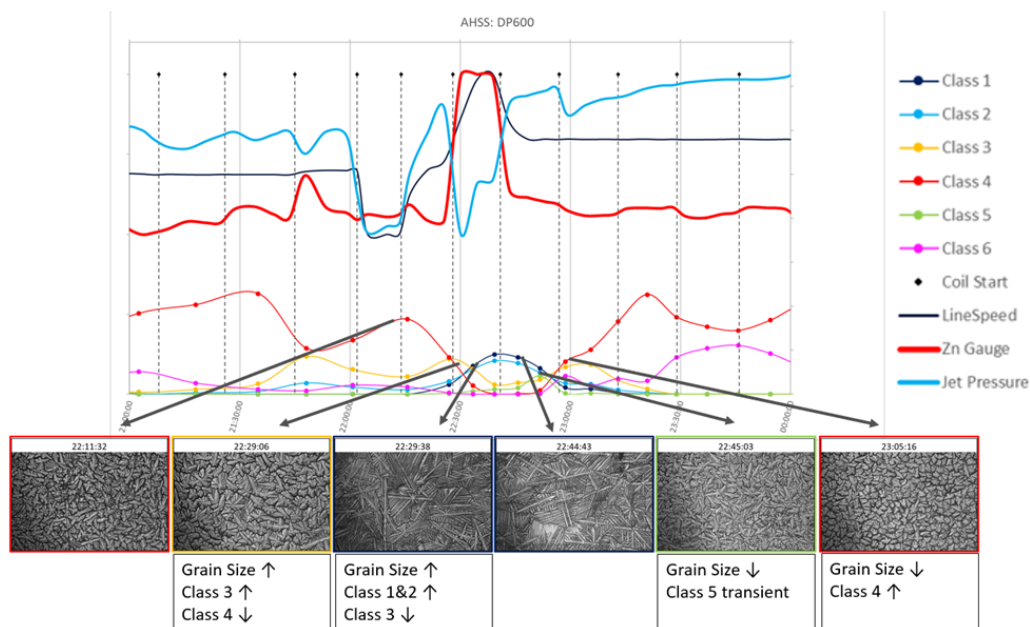 AHSS: DP600
Class 1
Class 2
Class 3
Class 4
Class 5
Class 6
Coil Start
LineSpeed
Zn Gauge
Jet Pressure
21:30:00
22:00:00
22:30:00
23:00:00
23:30:00
00:00:00
22:11:32
22:29:06
22:29:38
22:44:43
22:45:03
23:05:16
Grain Size ↑
Class 3 ↑
Class 4 ↓
Grain Size ↑
Class 1&2 ↑
Class 3 ↓
Grain Size ↓
Class 5 transient
Grain Size ↓
Class 4 ↑